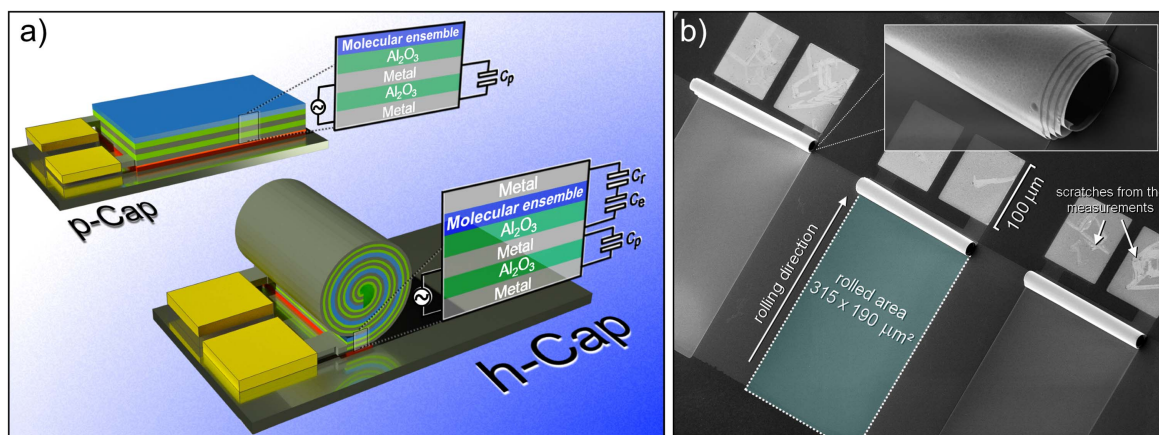 a)
Molecular ensemble
Al₂O₃
Metal
Al₂O₃
Metal
Cₚ
p-Cap
Metal
Molecular ensemble
Al₂O₃
Metal
Al₂O₃
Metal
Cᵣ
Cₑ
Cₚ
h-Cap
b)
100 µm
scratches from the
measurements
rolling direction
rolled area
315 x 190 µm²